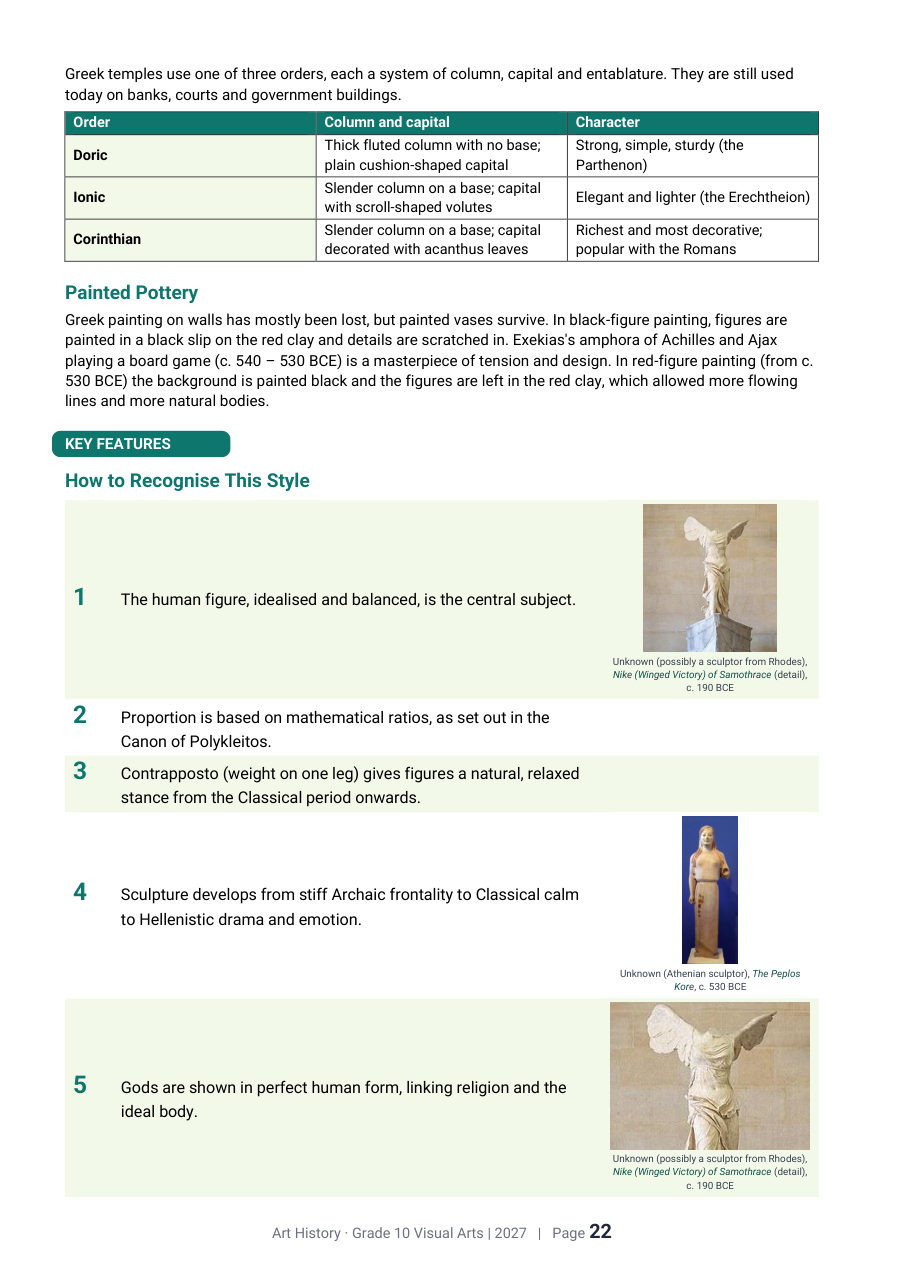 Greek temples use one of three orders, each a system of column, capital and entablature. They are still used
today on banks, courts and government buildings.
Order Column and capital Character
Doric Thick fluted column with no base; plain cushion-shaped capital Strong, simple, sturdy (the Parthenon)
Ionic Slender column on a base; capital with scroll-shaped volutes Elegant and lighter (the Erechtheion)
Corinthian Slender column on a base; capital decorated with acanthus leaves Richest and most decorative; popular with the Romans
Painted Pottery
Greek painting on walls has mostly been lost, but painted vases survive. In black-figure painting, figures are
painted in a black slip on the red clay and details are scratched in. Exekias's amphora of Achilles and Ajax
playing a board game (c. 540 – 530 BCE) is a masterpiece of tension and design. In red-figure painting (from c.
530 BCE) the background is painted black and the figures are left in the red clay, which allowed more flowing
lines and more natural bodies.
KEY FEATURES
How to Recognise This Style
1 The human figure, idealised and balanced, is the central subject.
Unknown (possibly a sculptor from Rhodes),
Nike (Winged Victory) of Samothrace (detail),
c. 190 BCE
2 Proportion is based on mathematical ratios, as set out in the
Canon of Polykleitos.
3 Contrapposto (weight on one leg) gives figures a natural, relaxed
stance from the Classical period onwards.
4 Sculpture develops from stiff Archaic frontality to Classical calm
to Hellenistic drama and emotion.
Unknown (Athenian sculptor), The Peplos
Kore, c. 530 BCE
5 Gods are shown in perfect human form, linking religion and the
ideal body.
Unknown (possibly a sculptor from Rhodes),
Nike (Winged Victory) of Samothrace (detail),
c. 190 BCE
Art History · Grade 10 Visual Arts | 2027 | Page 22